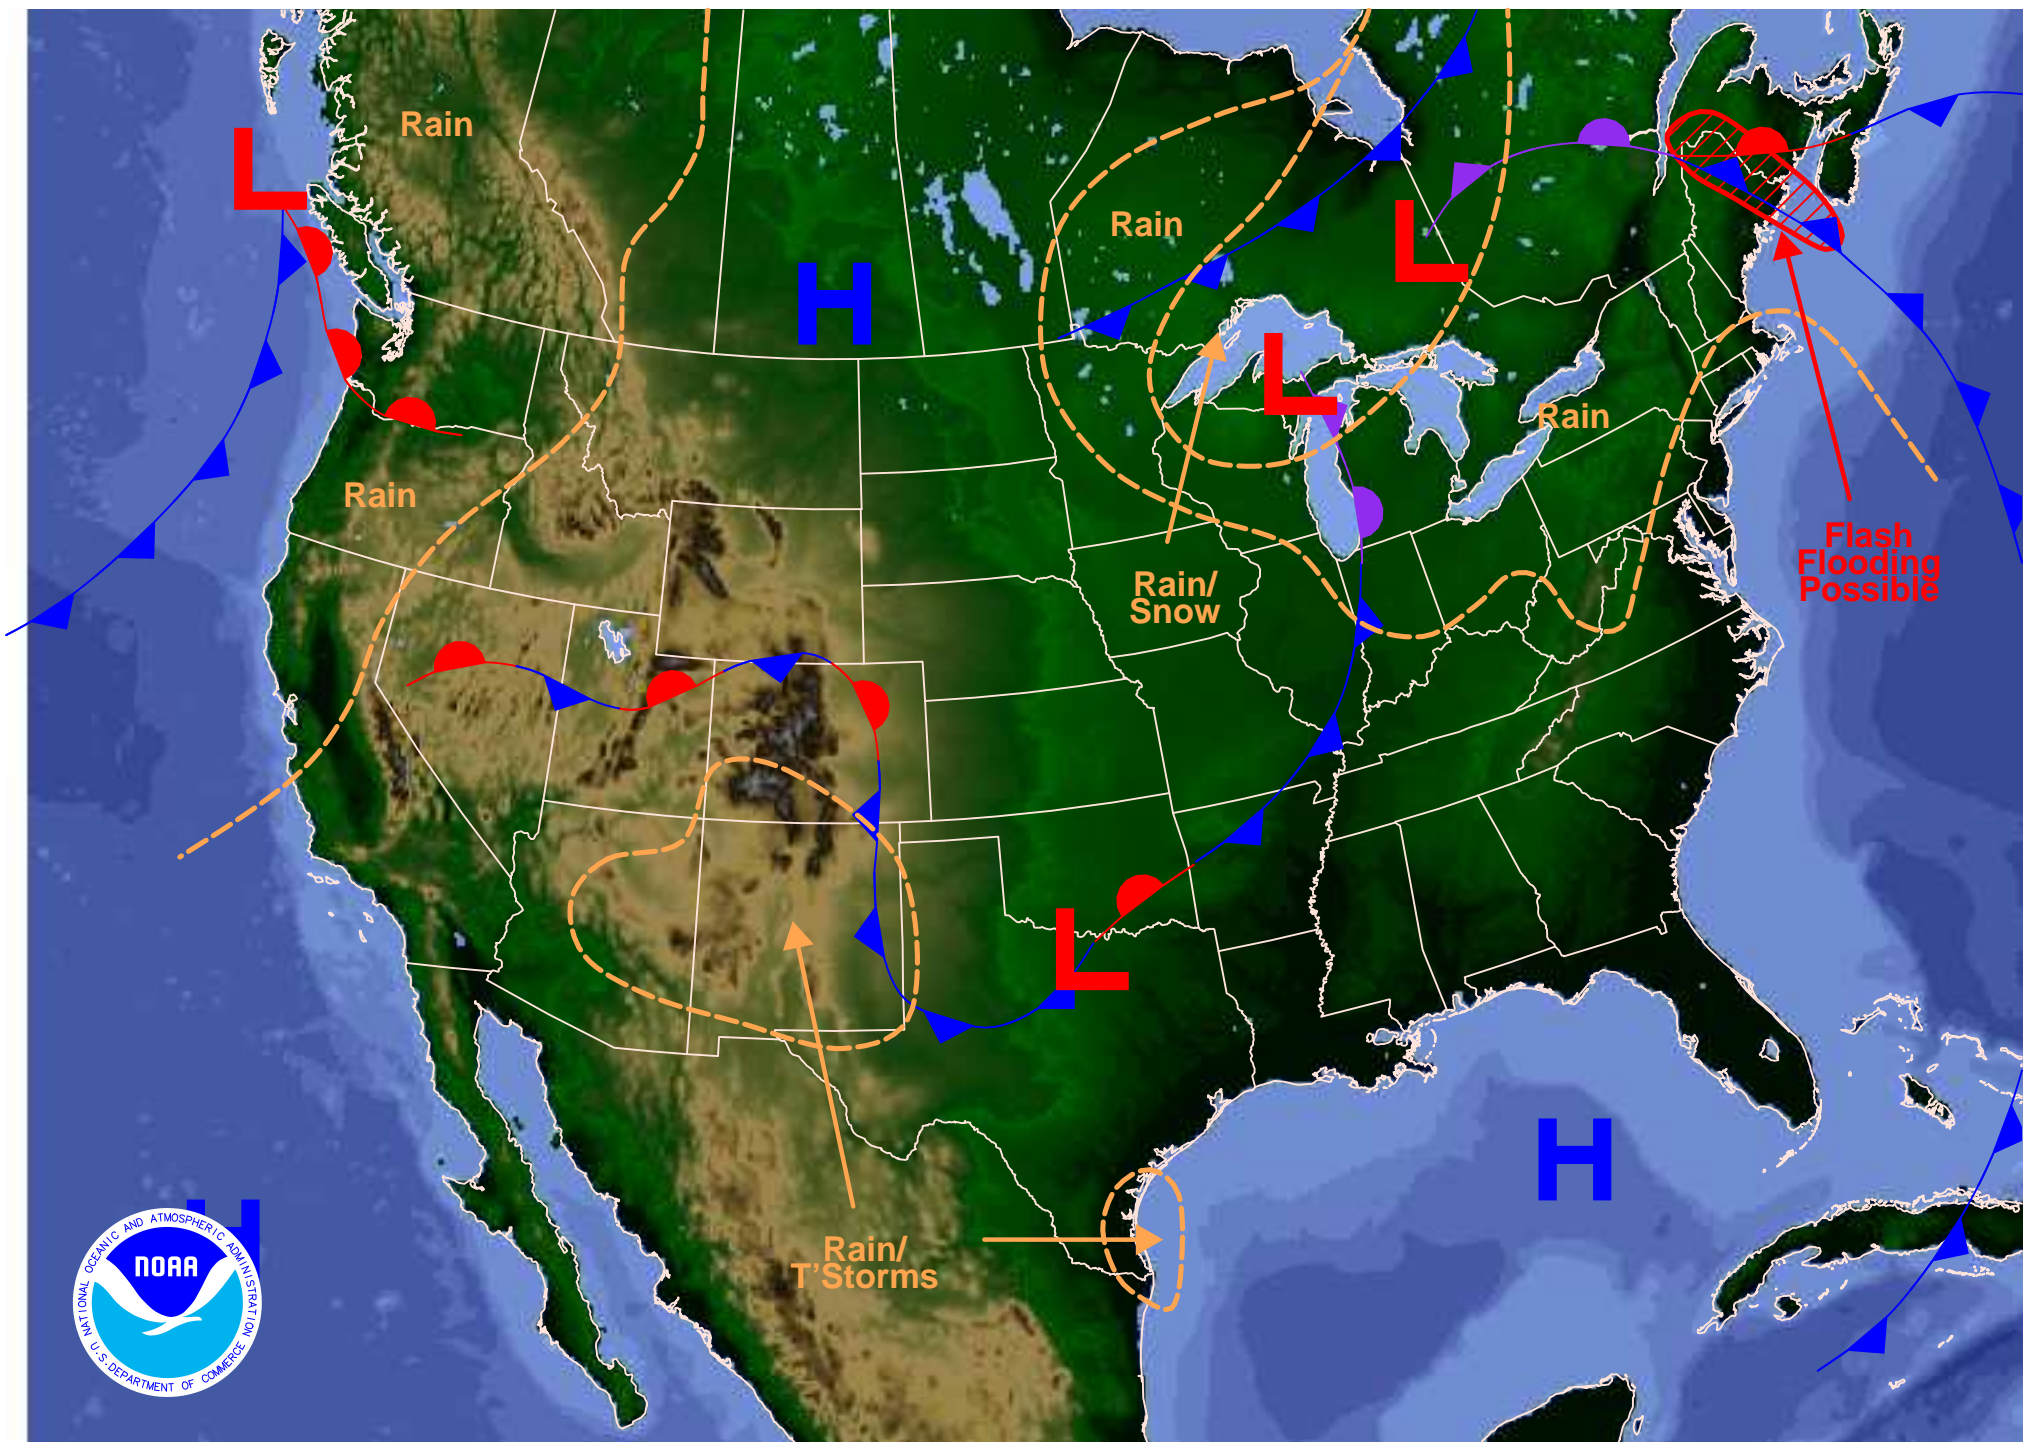 Rain
L
Rain
L
H
L
Rain
Rain
Flash
Flooding
Possible
Rain/
Snow
L
H
H
Rain/
T'Storms
NATIONAL OCEANIC AND ATMOSPHERIC ADMINISTRATION
NOAA
U.S. DEPARTMENT OF COMMERCE